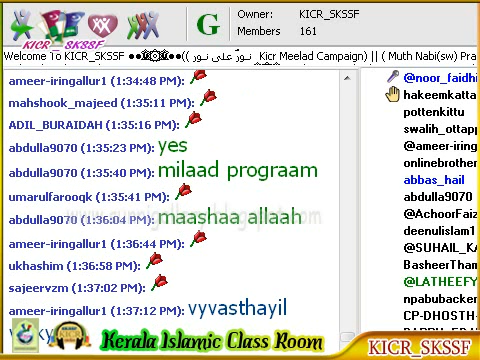 KICR_SKSSF
G
Owner: KICR_SKSSF
Members 161
Welcome To KICR_SKSSF ((نورٌ على نور Kicr Meelad Campaign) || ( Muth Nabi(sw) Pra
ameer-iringallur1 (1:34:48 PM):
mahshook_majeed (1:35:11 PM):
ADIL_BURAIDAH (1:35:16 PM):
abdulla9070 (1:35:23 PM): yes
abdulla9070 (1:35:40 PM): milaad prograam
umarulfarooqk (1:35:41 PM):
abdulla9070 (1:36:04 PM): maashaa allaah
ameer-iringallur1 (1:36:44 PM):
ukhashim (1:36:58 PM):
sajeervzm (1:37:02 PM):
ameer-iringallur1 (1:37:12 PM): vyvasthayil
@noor_faidhi
hakeemkatta
pottenkittu
swalih_ottapp
@ameer-iring
onlinebrother
abbas_hail
abdulla9070
@AchoorFaiz
deenulislam1
@SUHAIL_KA
BasheerTham
@LATHEEFY
npabubacker
CP-DHOSTH
Kerala Islamic Class Room
KICR_SKSSF